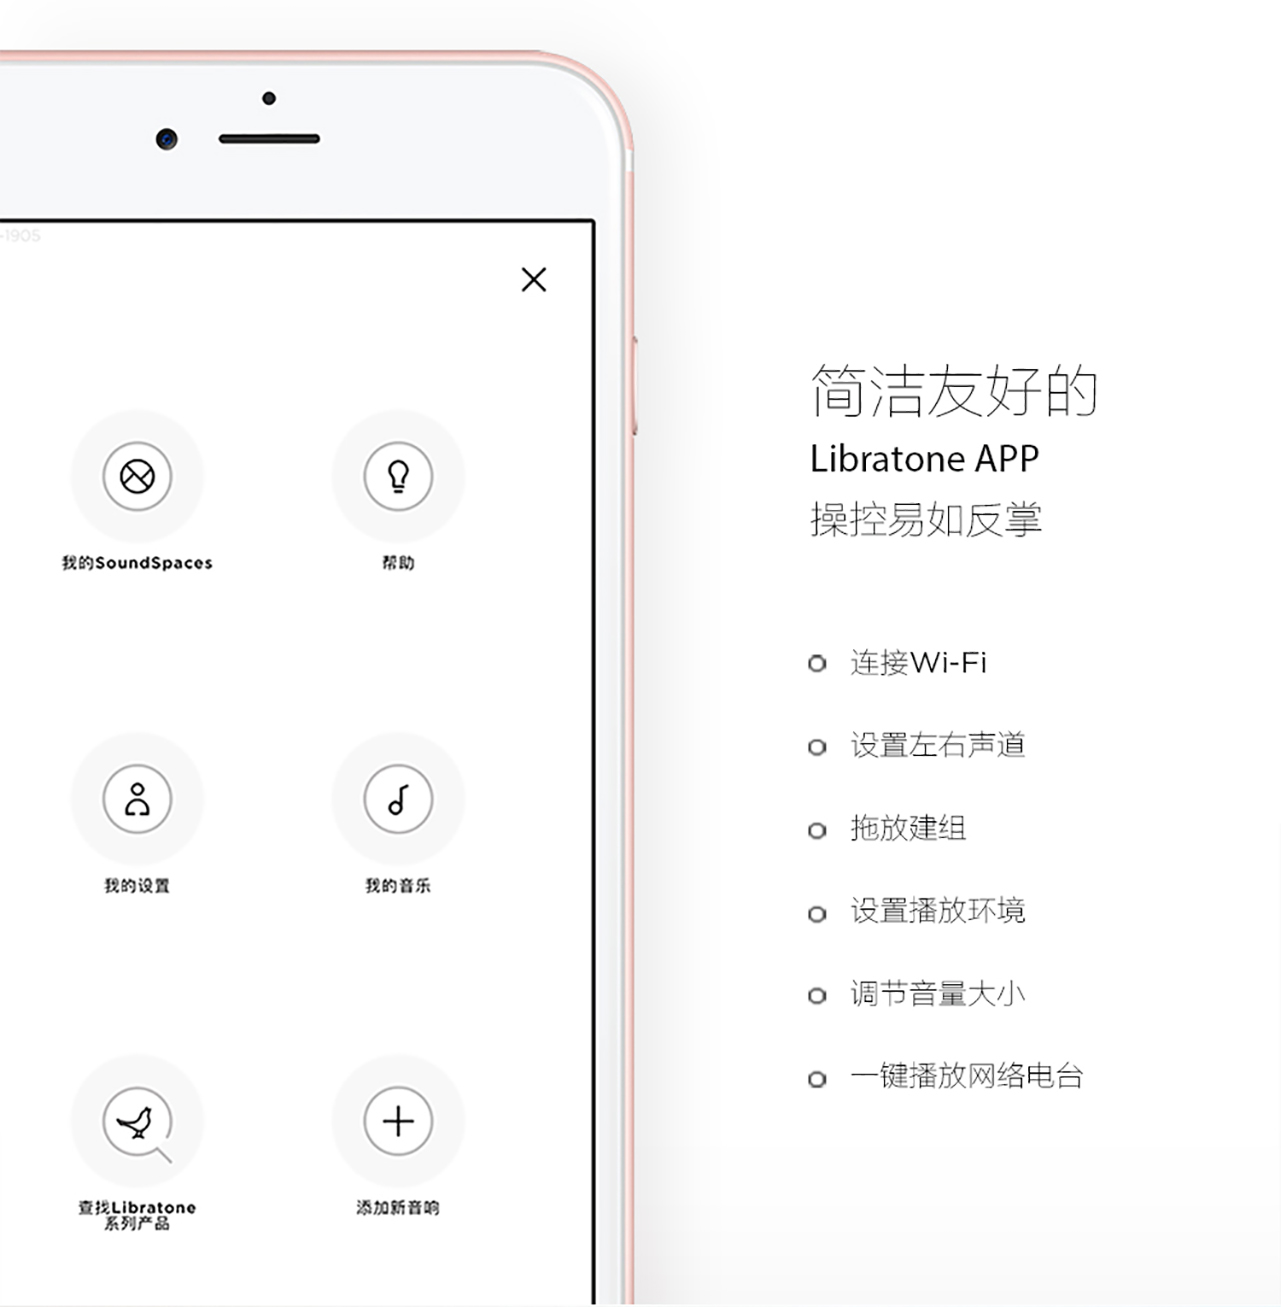 -1905
我的SoundSpaces
帮助
我的设置
我的音乐
查找Libratone
系列产品
添加新音响
简洁友好的
Libratone APP
操控易如反掌
连接Wi-Fi
设置左右声道
拖放建组
设置播放环境
调节音量大小
一键播放网络电台